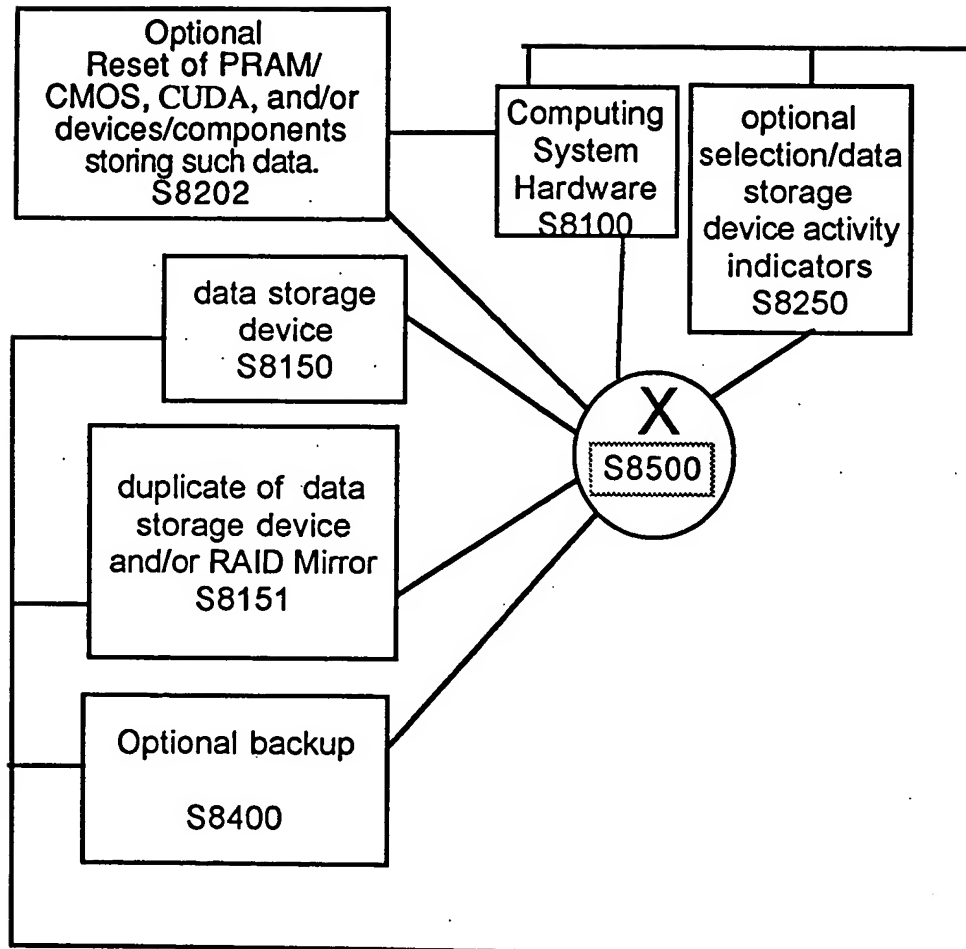 Optional
Reset of PRAM/
CMOS, CUDA, and/or
devices/components
storing such data.
S8202
Computing
System
Hardware
S8100
optional
selection/data
storage
device activity
indicators
S8250
data storage
device
S8150
X
S8500
duplicate of data
storage device
and/or RAID Mirror
S8151
Optional backup
S8400